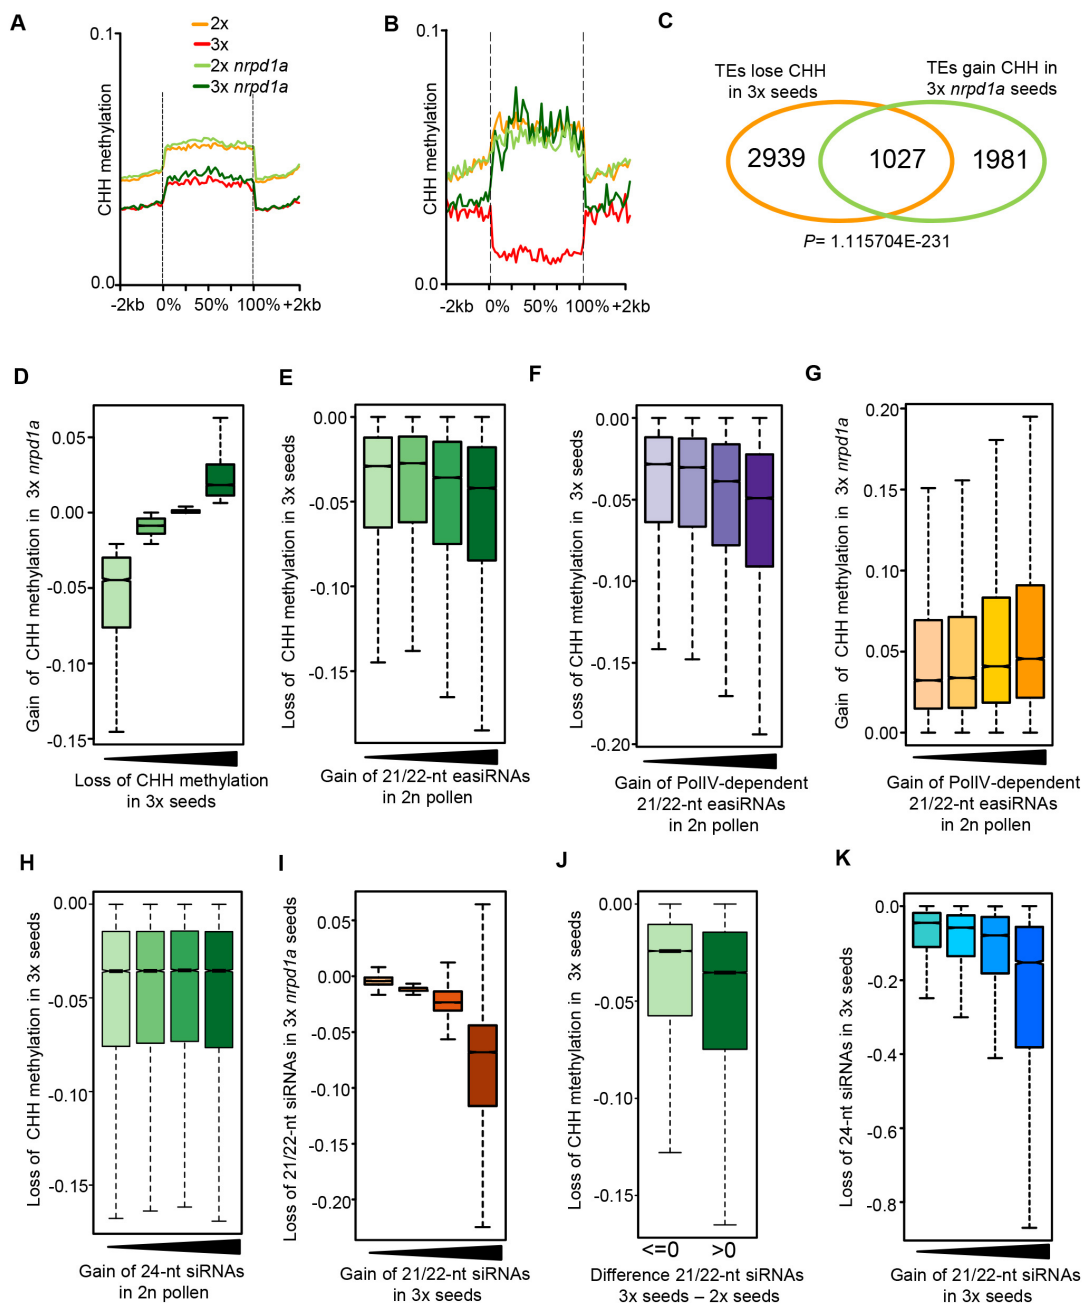 A
2x
3x
2x nrpd1a
3x nrpd1a
0.1
CHH methylation
0.0
-2kb 0% 50% 100% +2kb
B
0.1
CHH methylation
0.0
-2kb 0% 50% 100% +2kb
C
TEs lose CHH
in 3x seeds
TEs gain CHH in
3x nrpd1a seeds
2939 1027 1981
P= 1.115704E-231
D
Gain of CHH methylation in 3x nrpd1a
0.05
0.00
-0.05
-0.10
-0.15
Loss of CHH methylation
in 3x seeds
E
Loss of CHH methylation in 3x seeds
0.00
-0.05
-0.10
-0.15
Gain of 21/22-nt easiRNAs
in 2n pollen
F
Loss of CHH methylation in 3x seeds
0.00
-0.05
-0.10
-0.15
-0.20
Gain of PolIV-dependent
21/22-nt easiRNAs
in 2n pollen
G
Gain of CHH methylation in 3x nrpd1a
0.20
0.15
0.10
0.05
0.00
Gain of PolIV-dependent
21/22-nt easiRNAs
in 2n pollen
H
Loss of CHH methylation in 3x seeds
0.00
-0.05
-0.10
-0.15
Gain of 24-nt siRNAs
in 2n pollen
I
Loss of 21/22-nt siRNAs in 3x nrpd1a seeds
0.05
0.00
-0.05
-0.10
-0.15
-0.20
Gain of 21/22-nt siRNAs
in 3x seeds
J
Loss of CHH mtethylation in 3x seeds
0.00
-0.05
-0.10
-0.15
<=0 >0
Difference 21/22-nt siRNAs
3x seeds – 2x seeds
K
Loss of 24-nt siRNAs in 3x seeds
0.0
-0.2
-0.4
-0.6
-0.8
Gain of 21/22-nt siRNAs
in 3x seeds